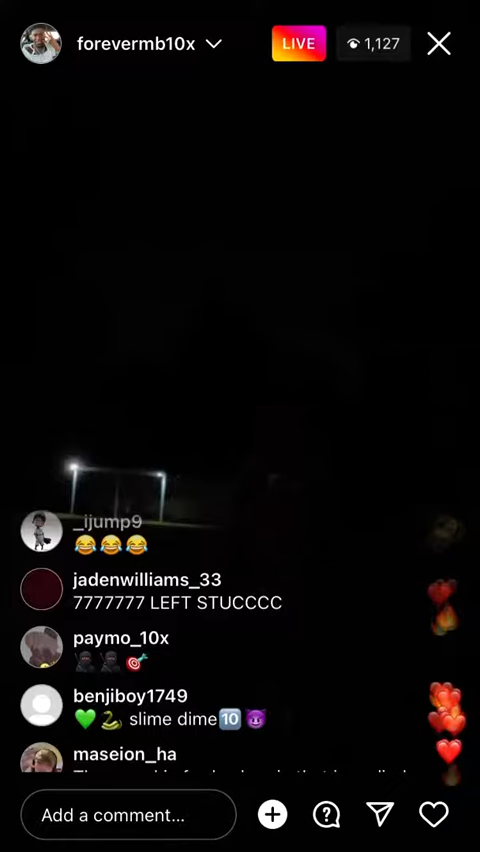 forevermb10x
LIVE
1,127
_ijump9
😂😂😂
jadenwilliams_33
7777777 LEFT STUCCCC
paymo_10x
🥷🏿🥷🏿🎯
benjiboy1749
💚🐍 slime dime🔟😈
maseion_ha
Add a comment...